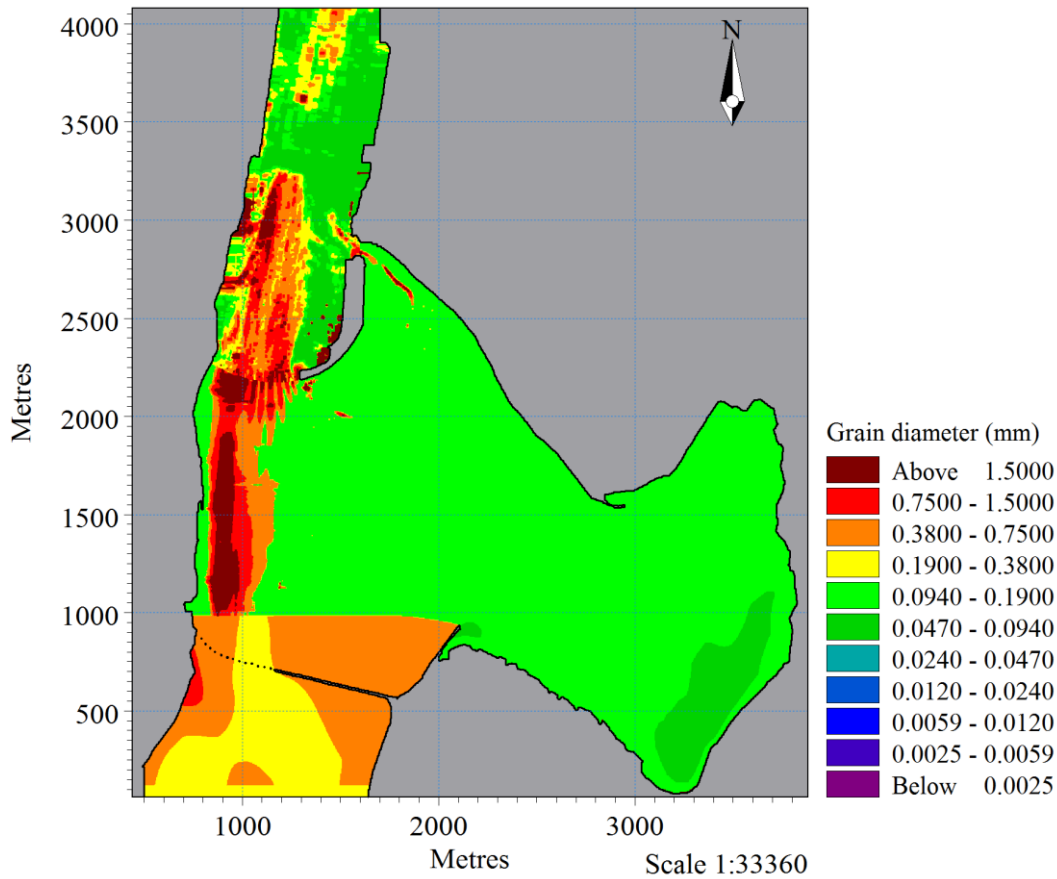 4000
3500
3000
2500
2000
1500
1000
500
Metres
N
1000
2000
3000
Metres
Scale 1:33360
Grain diameter (mm)
Above 1.5000
0.7500 - 1.5000
0.3800 - 0.7500
0.1900 - 0.3800
0.0940 - 0.1900
0.0470 - 0.0940
0.0240 - 0.0470
0.0120 - 0.0240
0.0059 - 0.0120
0.0025 - 0.0059
Below 0.0025